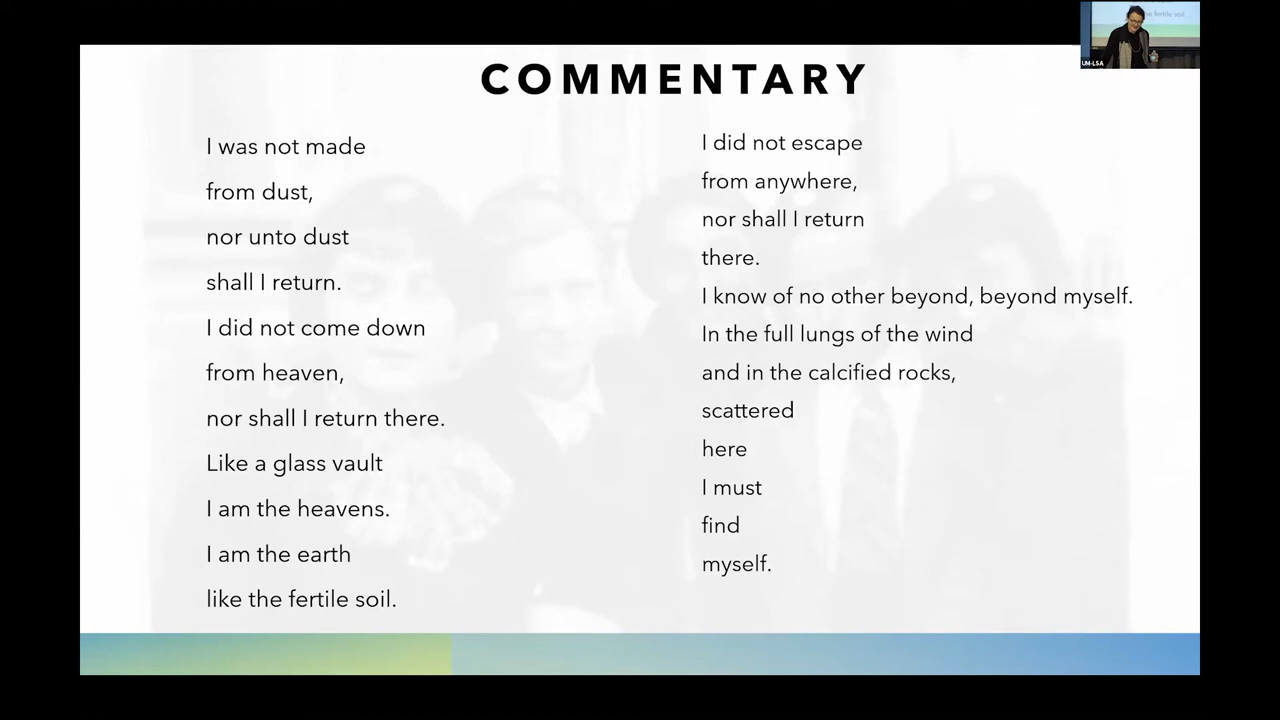 COMMENTARY
I was not made
from dust,
nor unto dust
shall I return.
I did not come down
from heaven,
nor shall I return there.
Like a glass vault
I am the heavens.
I am the earth
like the fertile soil.
I did not escape
from anywhere,
nor shall I return
there.
I know of no other beyond, beyond myself.
In the full lungs of the wind
and in the calcified rocks,
scattered
here
I must
find
myself.
fertile soil.
UM-LSA